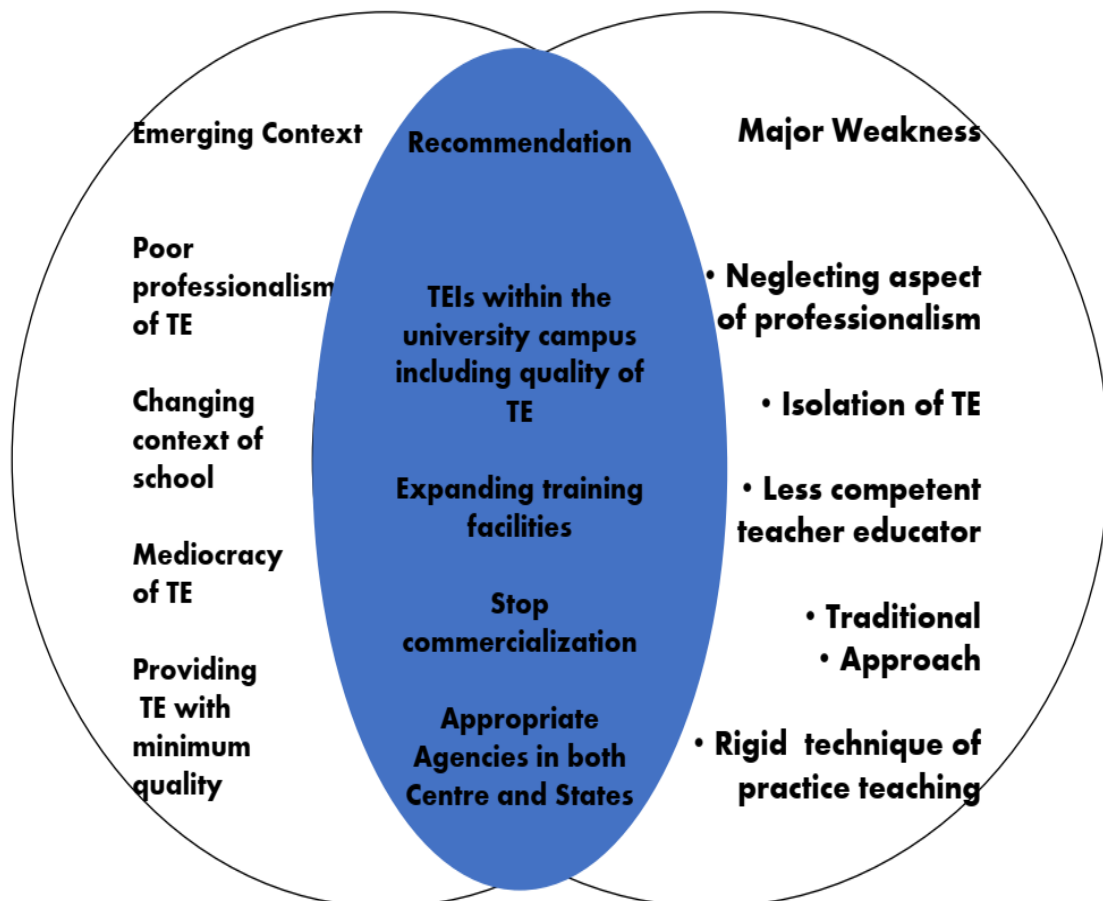 Emerging Context
Poor
professionalism
of TE
Changing
context of
school
Mediocracy
of TE
Providing
TE with
minimum
quality
Recommendation
TEIs within the
university campus
including quality of
TE
Expanding training
facilities
Stop
commercialization
Appropriate
Agencies in both
Centre and States
Major Weakness
• Neglecting aspect
of professionalism
• Isolation of TE
• Less competent
teacher educator
• Traditional
• Approach
• Rigid technique of
practice teaching